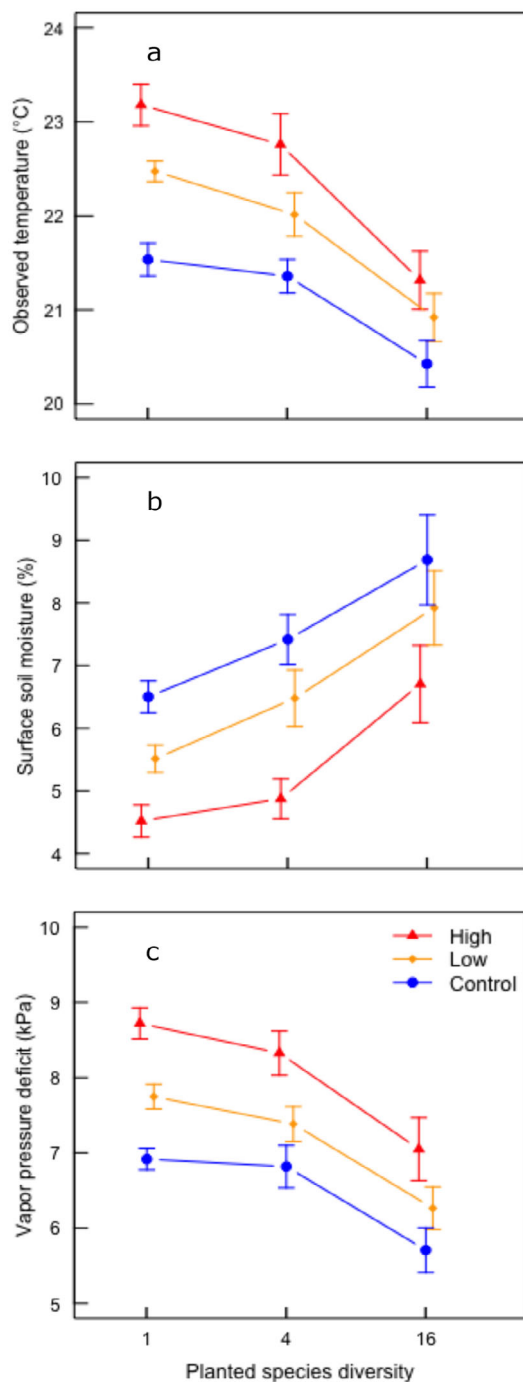 a
Observed temperature (°C)
24
23
22
21
20
b
Surface soil moisture (%)
10
9
8
7
6
5
4
c
Vapor pressure deficit (kPa)
10
9
8
7
6
5
High
Low
Control
1 4 16
Planted species diversity